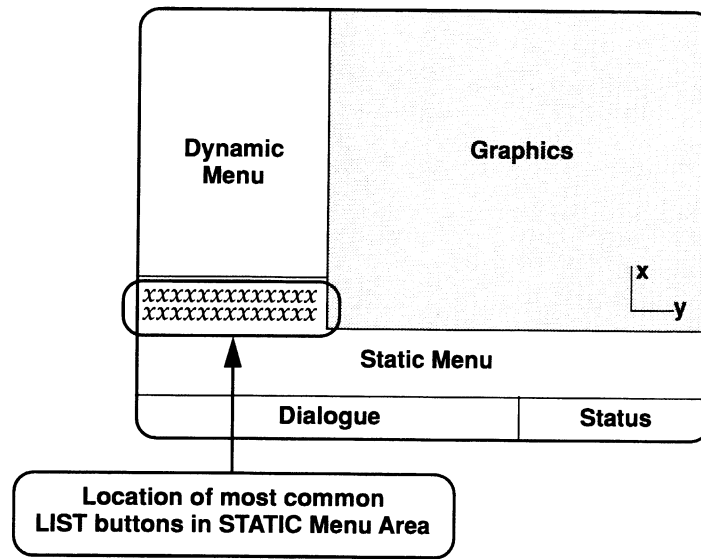 Dynamic
Menu
Graphics
x
y
xxxxxxxxxxxxx
xxxxxxxxxxxxx
Static Menu
Dialogue
Status
Location of most common
LIST buttons in STATIC Menu Area